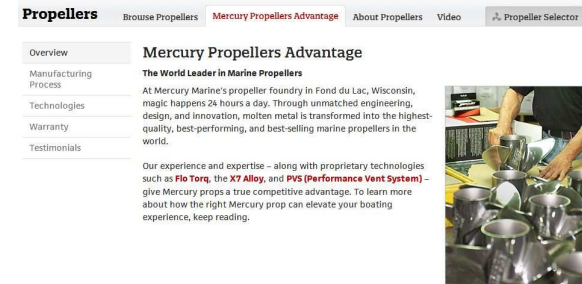 Propellers Browse Propellers Mercury Propellers Advantage About Propellers Video Propeller Selector
Overview
Manufacturing
Process
Technologies
Warranty
Testimonials
Mercury Propellers Advantage
The World Leader in Marine Propellers
At Mercury Marine's propeller foundry in Fond du Lac, Wisconsin,
magic happens 24 hours a day. Through unmatched engineering,
design, and innovation, molten metal is transformed into the highest-
quality, best-performing, and best-selling marine propellers in the
world.
Our experience and expertise – along with proprietary technologies
such as Flo Torq, the X7 Alloy, and PVS (Performance Vent System) –
give Mercury props a true competitive advantage. To learn more
about how the right Mercury prop can elevate your boating
experience, keep reading.